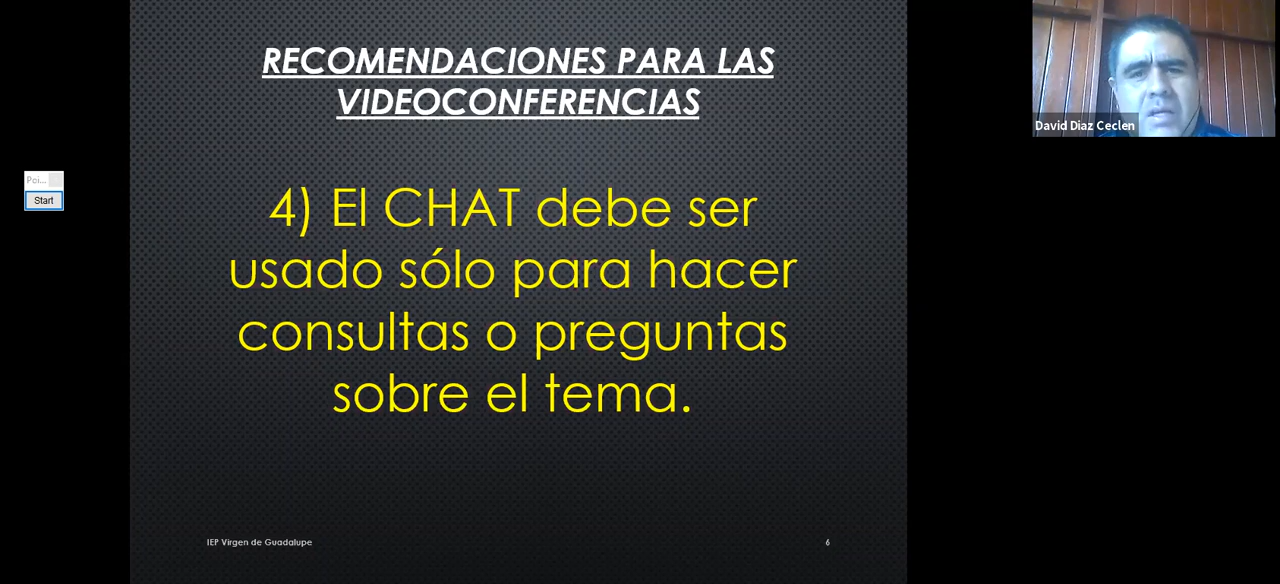 RECOMENDACIONES PARA LAS
VIDEOCONFERENCIAS
David Diaz Ceclen
Poi...
Start
4) El CHAT debe ser
usado sólo para hacer
consultas o preguntas
sobre el tema.
IEP Virgen de Guadalupe
6